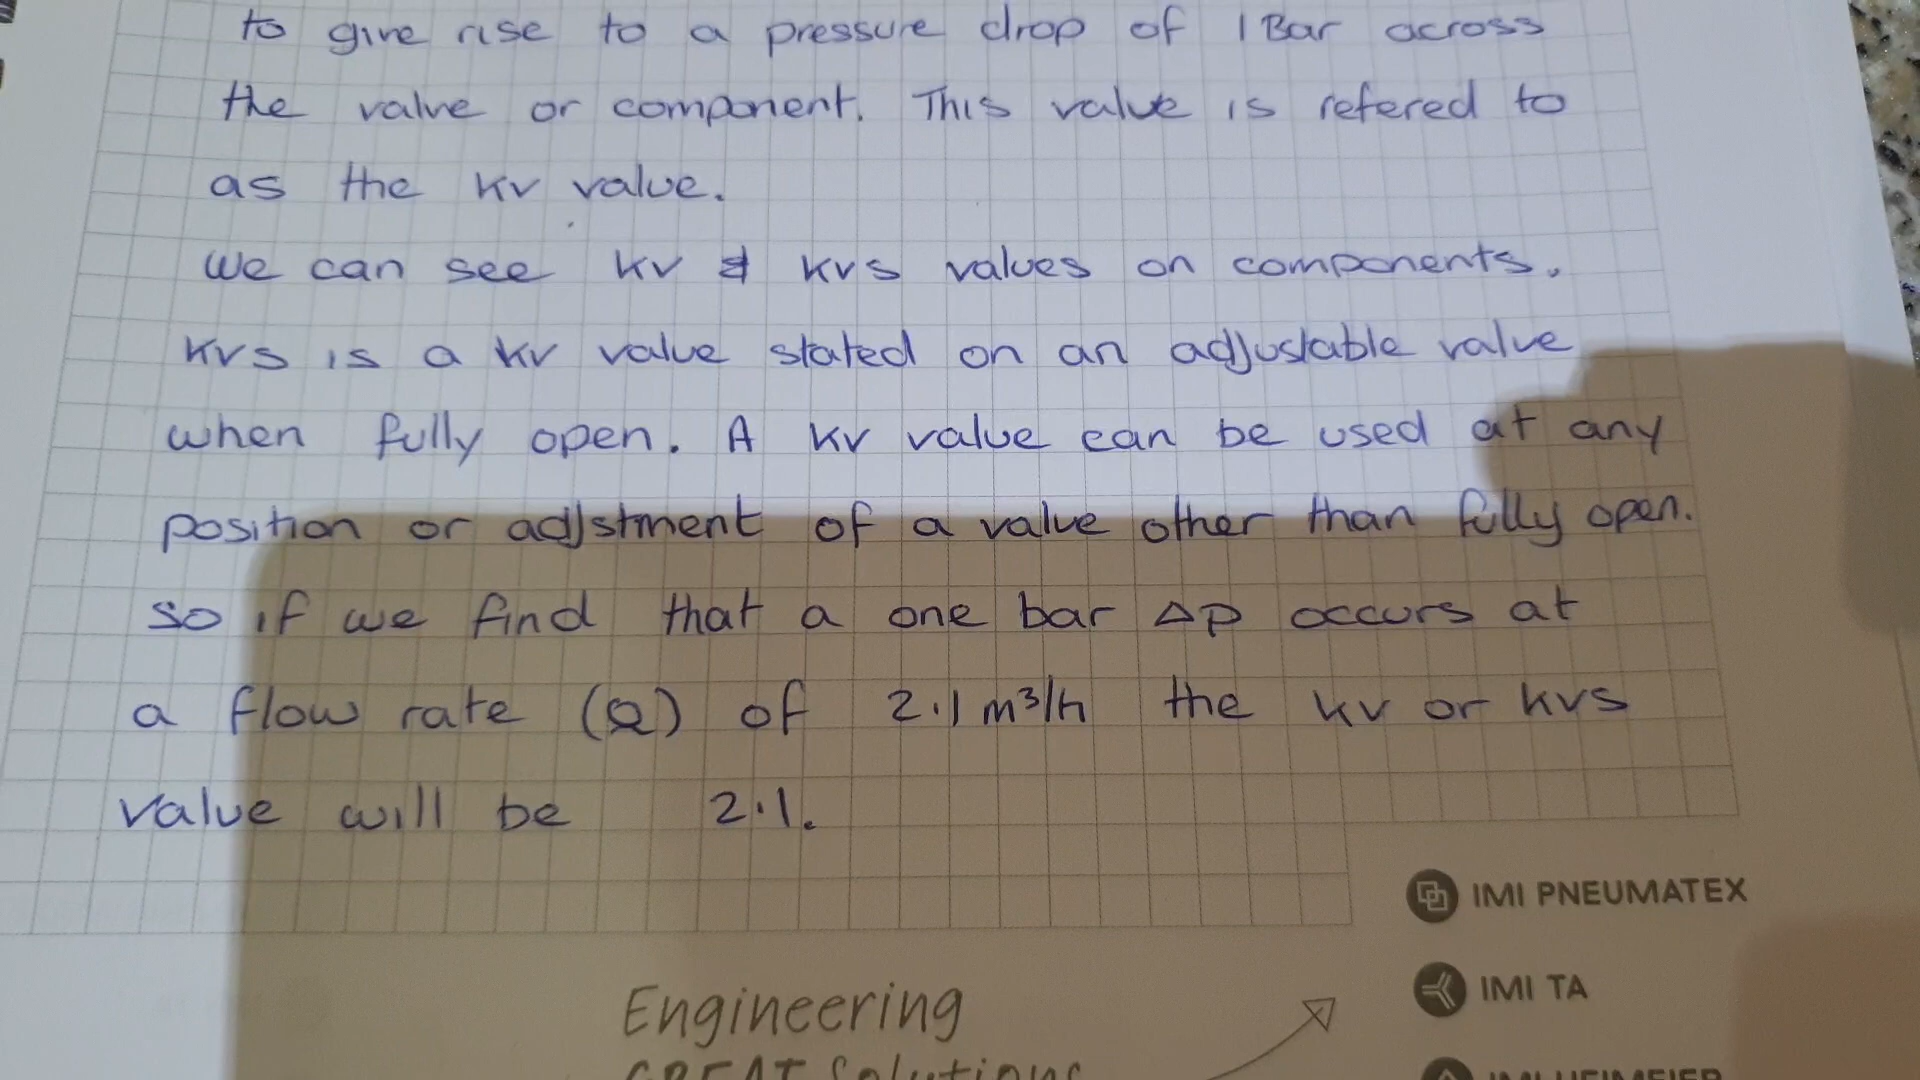 to give rise to a pressure drop of 1 Bar across
the valve or component. This value is refered to
as the kv value.
we can see kv & kvs values on components.
kvs is a kv value stated on an adjustable valve
when fully open. A kv value can be used at any
position or adjstment of a valve other than fully open.
so if we find that a one bar ΔP occurs at
a flow rate (Q) of 2.1 m³/h the kv or kvs
value will be 2.1.
IMI PNEUMATEX
IMI TA
Engineering
GREAT Solutions
IMI HEIMEIER